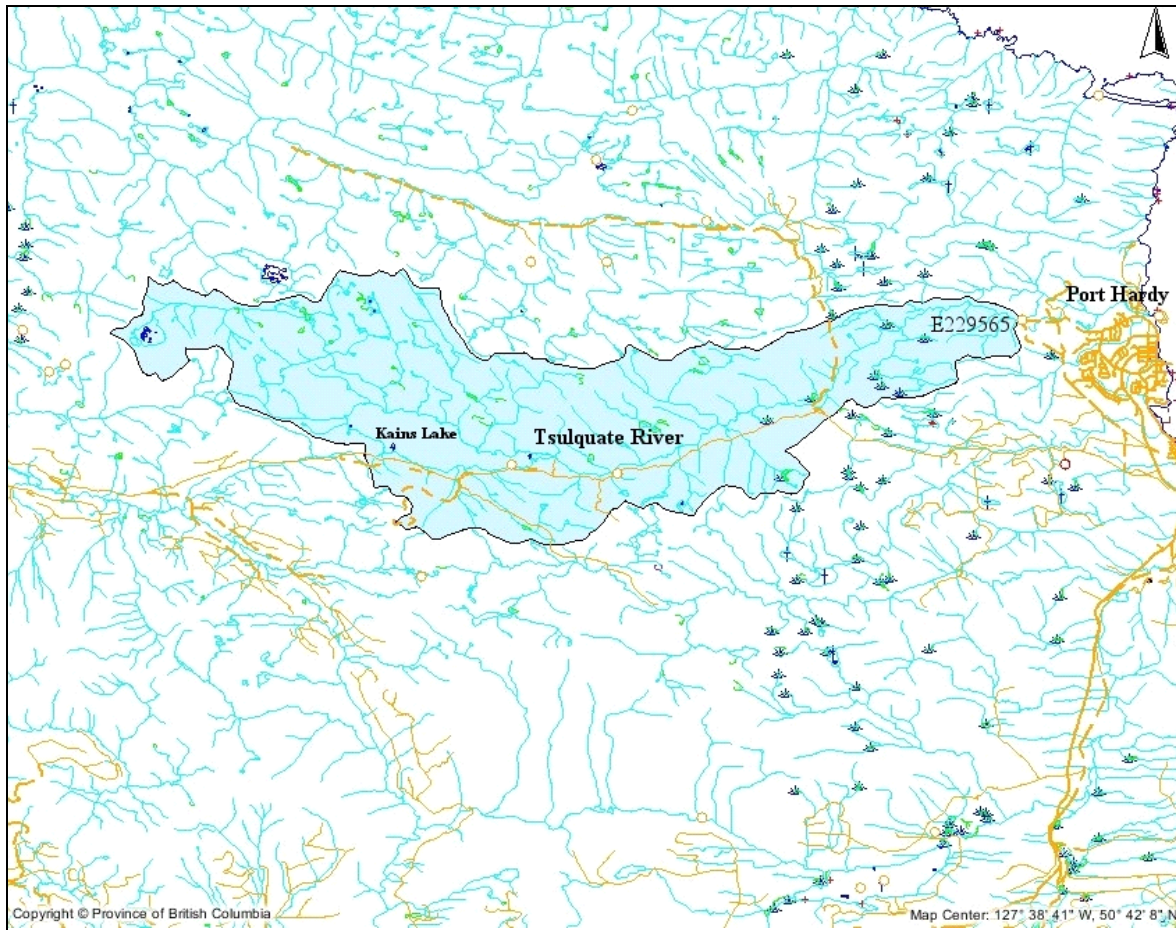 Port Hardy
E229565
Kains Lake
Tsulquate River
Copyright © Province of British Columbia
Map Center: 127° 38' 41" W, 50° 42' 8" N